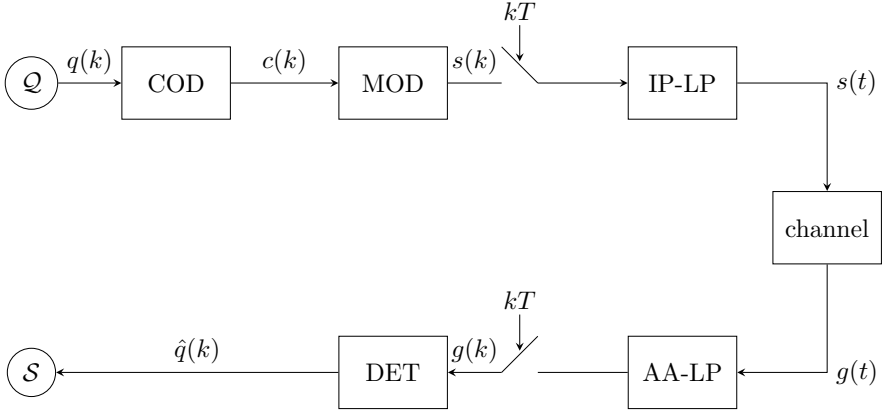 kT
𝒬 q(k) COD c(k) MOD s(k) IP-LP s(t)
channel
kT
𝒮 q̂(k) DET g(k) AA-LP g(t)